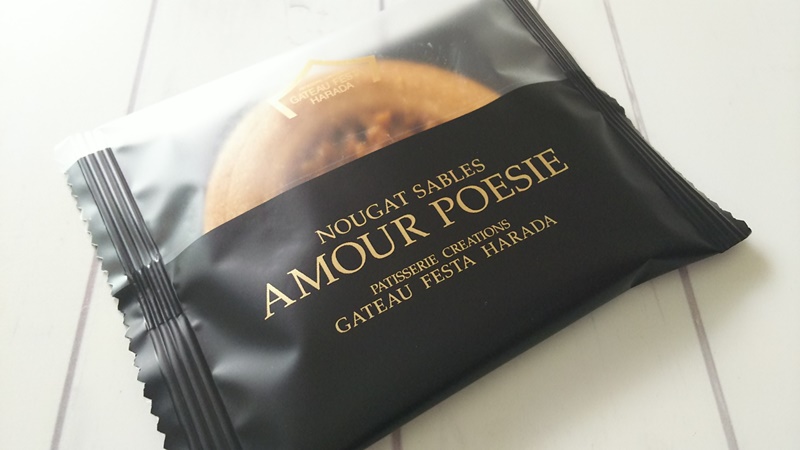 GATEAU FESTA
HARADA
NOUGAT SABLES
AMOUR POESIE
PATISSERIE CREATIONS
GATEAU FESTA HARADA